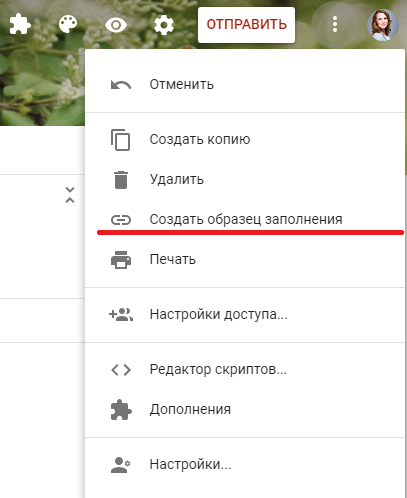 ОТПРАВИТЬ
Отменить
Создать копию
Удалить
Создать образец заполнения
Печать
Настройки доступа...
Редактор скриптов...
Дополнения
Настройки...